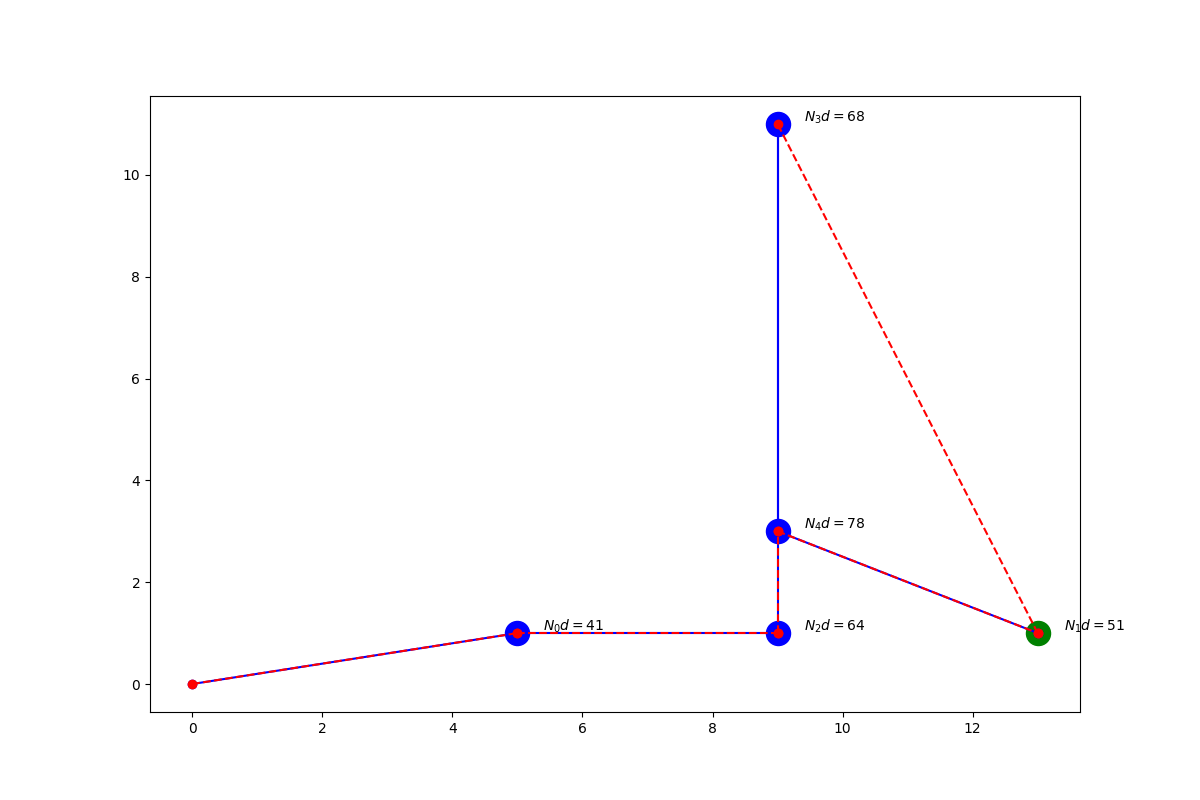 N₃d = 68
10
8
6
N₄d = 78
4
2
N₀d = 41
N₂d = 64
N₁d = 51
0
0 2 4 6 8 10 12